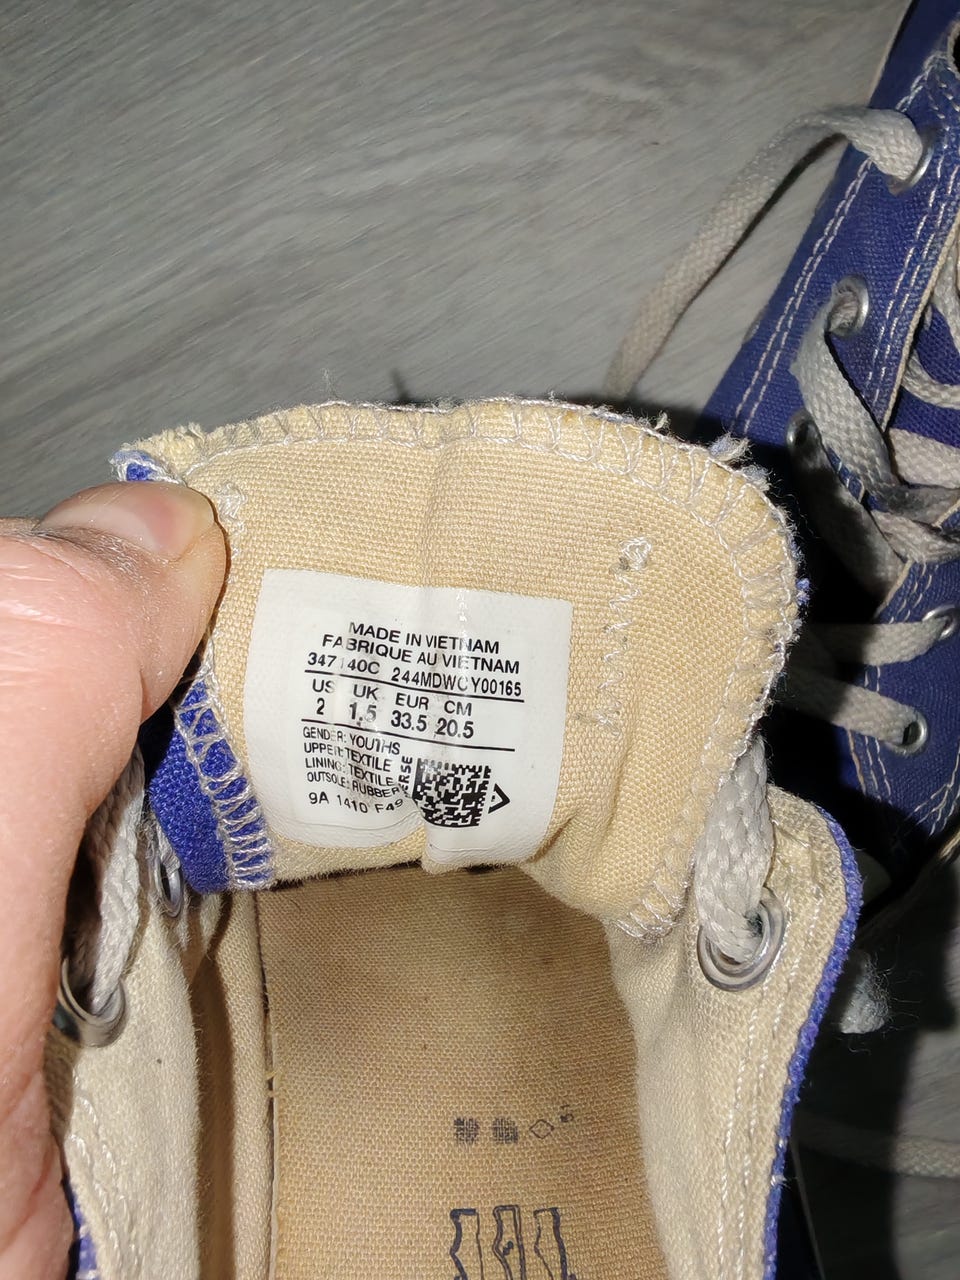 MADE IN VIETNAM
FABRIQUE AU VIETNAM
347140C 244MDWCY00165
US UK EUR CM
2 1.5 33.5 20.5
GENDER: YOUTHS
UPPER: TEXTILE
LINING: TEXTILE
OUTSOLE: RUBBER
9A 1410 F49